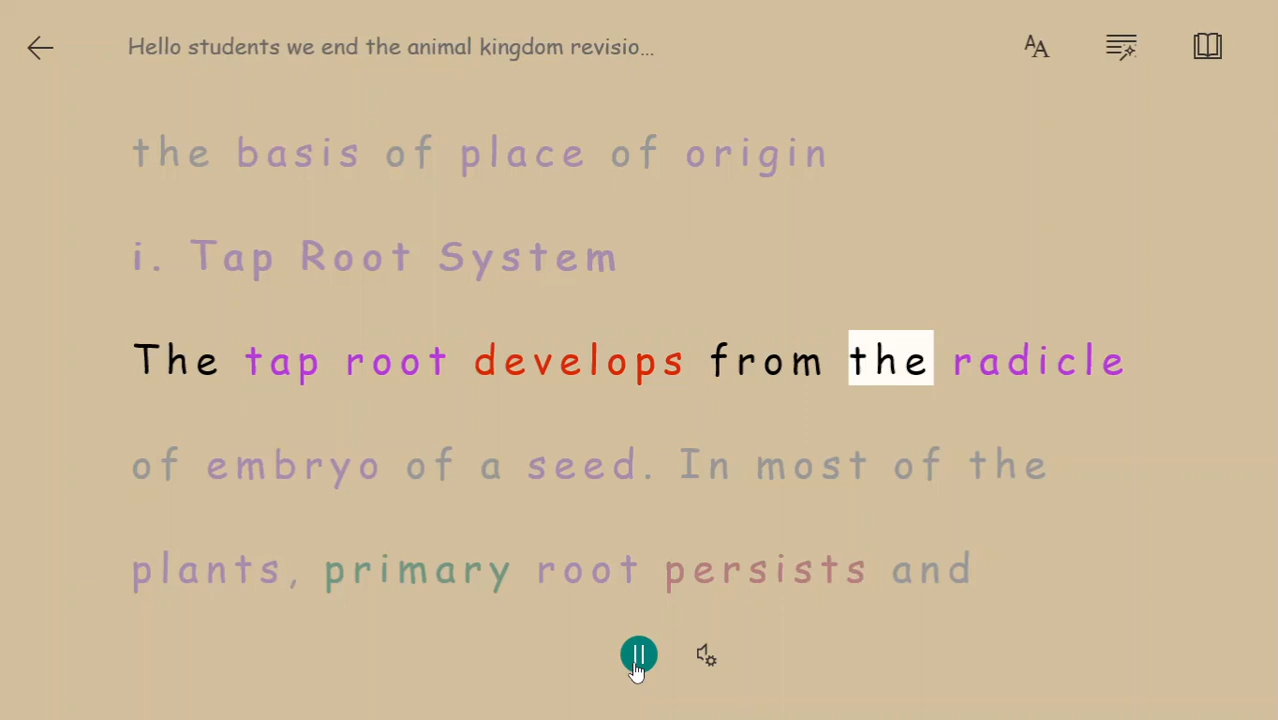 Hello students we end the animal kingdom revisio...
the basis of place of origin
i. Tap Root System
The tap root develops from the radicle
of embryo of a seed. In most of the
plants, primary root persists and